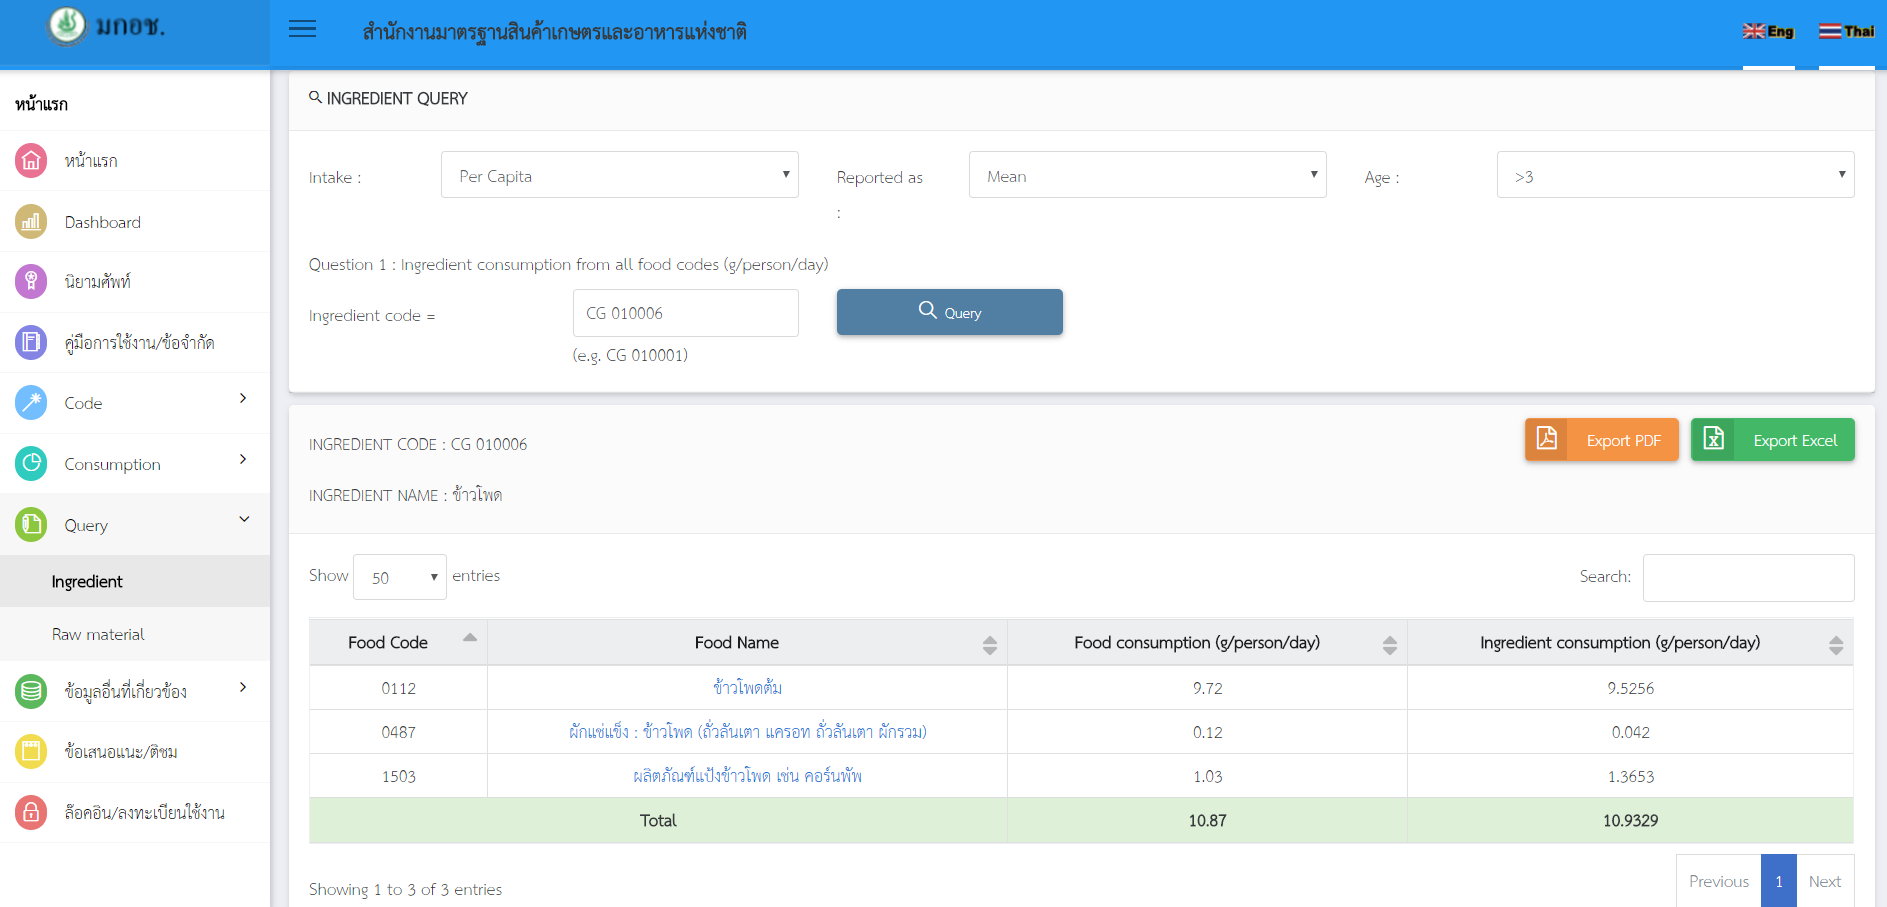 มกอช.
สำนักงานมาตรฐานสินค้าเกษตรและอาหารแห่งชาติ
Eng
Thai
หน้าแรก
หน้าแรก
Dashboard
นิยามศัพท์
คู่มือการใช้งาน/ข้อจำกัด
Code
Consumption
Query
Ingredient
Raw material
ข้อมูลอื่นที่เกี่ยวข้อง
ข้อเสนอแนะ/ติชม
ล๊อคอิน/ลงทะเบียนใช้งาน
INGREDIENT QUERY
Intake : Per Capita Reported as : Mean Age : >3
Question 1 : Ingredient consumption from all food codes (g/person/day)
Ingredient code = CG 010006 Query
(e.g. CG 010001)
INGREDIENT CODE : CG 010006
Export PDF Export Excel
INGREDIENT NAME : ข้าวโพด
Show 50 entries Search:
Food Code Food Name Food consumption (g/person/day) Ingredient consumption (g/person/day)
0112 ข้าวโพดต้ม 9.72 9.5256
0487 ผักแช่แข็ง : ข้าวโพด (ถั่วลันเตา แครอท ถั่วลันเตา ผักรวม) 0.12 0.042
1503 ผลิตภัณฑ์แป้งข้าวโพด เช่น คอร์นพัพ 1.03 1.3653
Total 10.87 10.9329
Showing 1 to 3 of 3 entries
Previous 1 Next